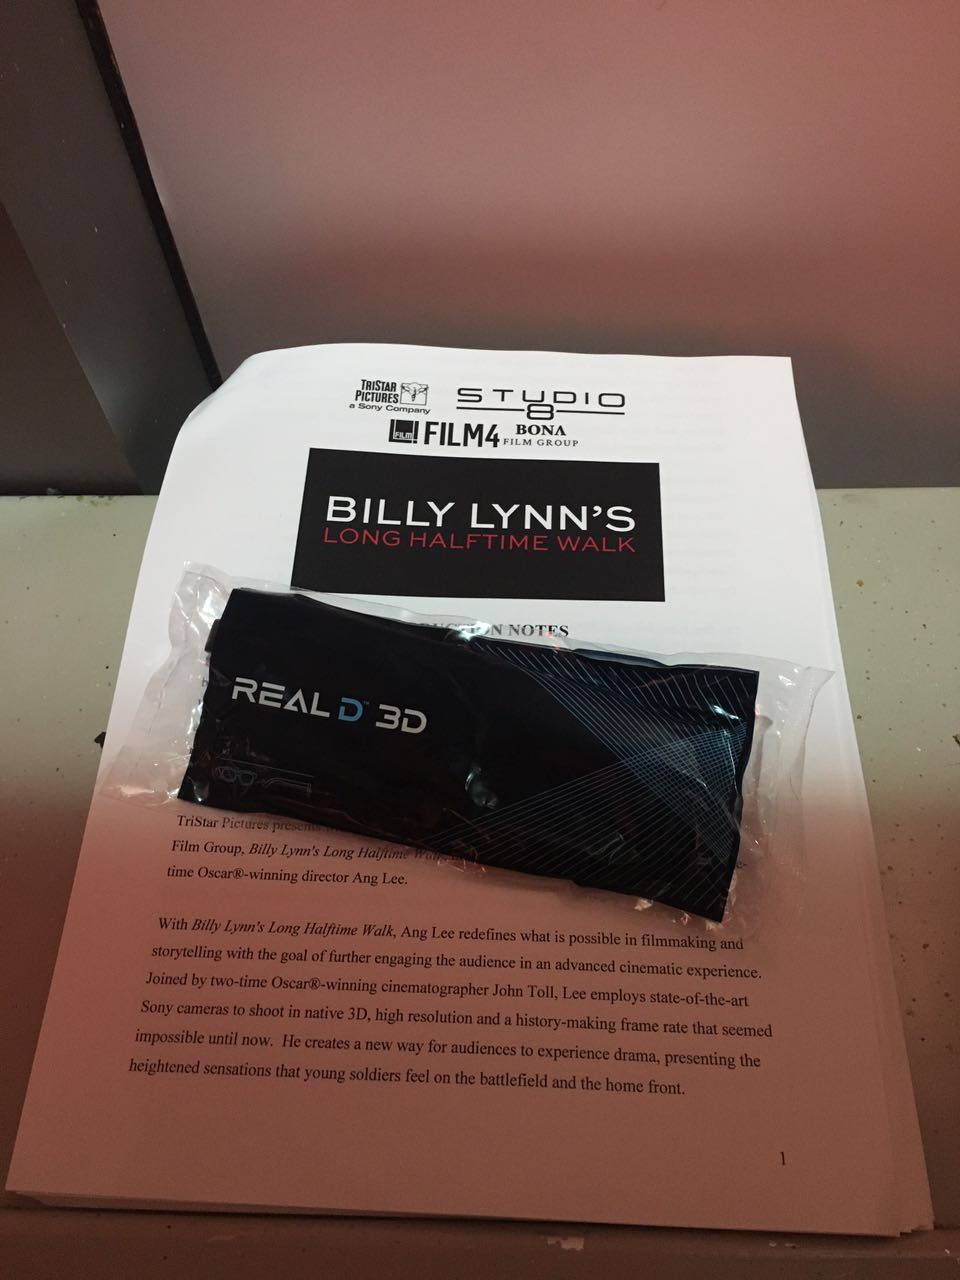 TRISTAR
PICTURES
a Sony Company
STUDIO
8
FILM
FILM4
BONA
FILM GROUP
BILLY LYNN'S
LONG HALFTIME WALK
NOTES
REAL D™ 3D
TriStar Pictures presents
Film Group, Billy Lynn's Long Halftime
time Oscar®-winning director Ang Lee.
With Billy Lynn's Long Halftime Walk, Ang Lee redefines what is possible in filmmaking and
storytelling with the goal of further engaging the audience in an advanced cinematic experience.
Joined by two-time Oscar®-winning cinematographer John Toll, Lee employs state-of-the-art
Sony cameras to shoot in native 3D, high resolution and a history-making frame rate that seemed
impossible until now. He creates a new way for audiences to experience drama, presenting the
heightened sensations that young soldiers feel on the battlefield and the home front.
1